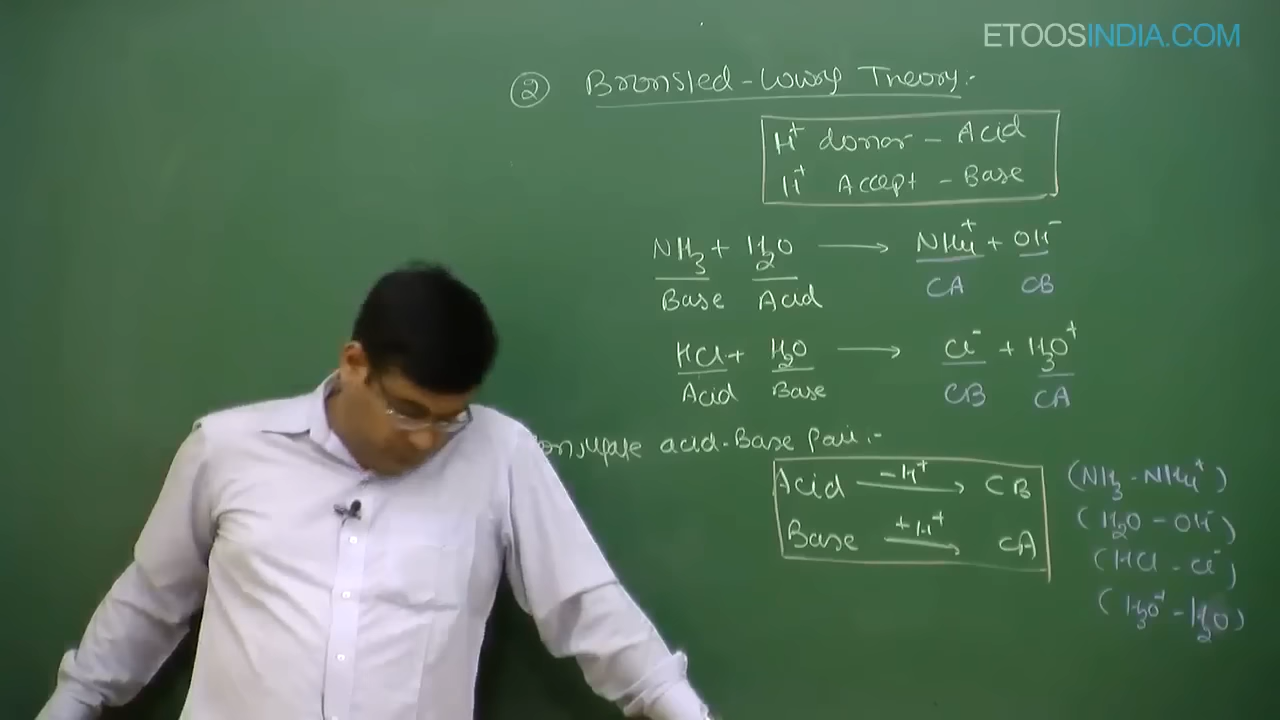 ETOOSINDIA.COM
② Bronsted-Lowry Theory:-
H⁺ donar - Acid
H⁺ Accept - Base
NH₃ + H₂O ⟶ NH₄⁺ + OH⁻
Base Acid CA CB
HCl + H₂O ⟶ Cl⁻ + H₃O⁺
Acid Base CB CA
onjugate acid-Base Pair:-
Acid -H⁺⟶ CB
Base +H⁺⟶ CA
(NH₃ - NH₄⁺)
(H₂O - OH⁻)
(HCl - Cl⁻)
(H₃O⁺ - H₂O)